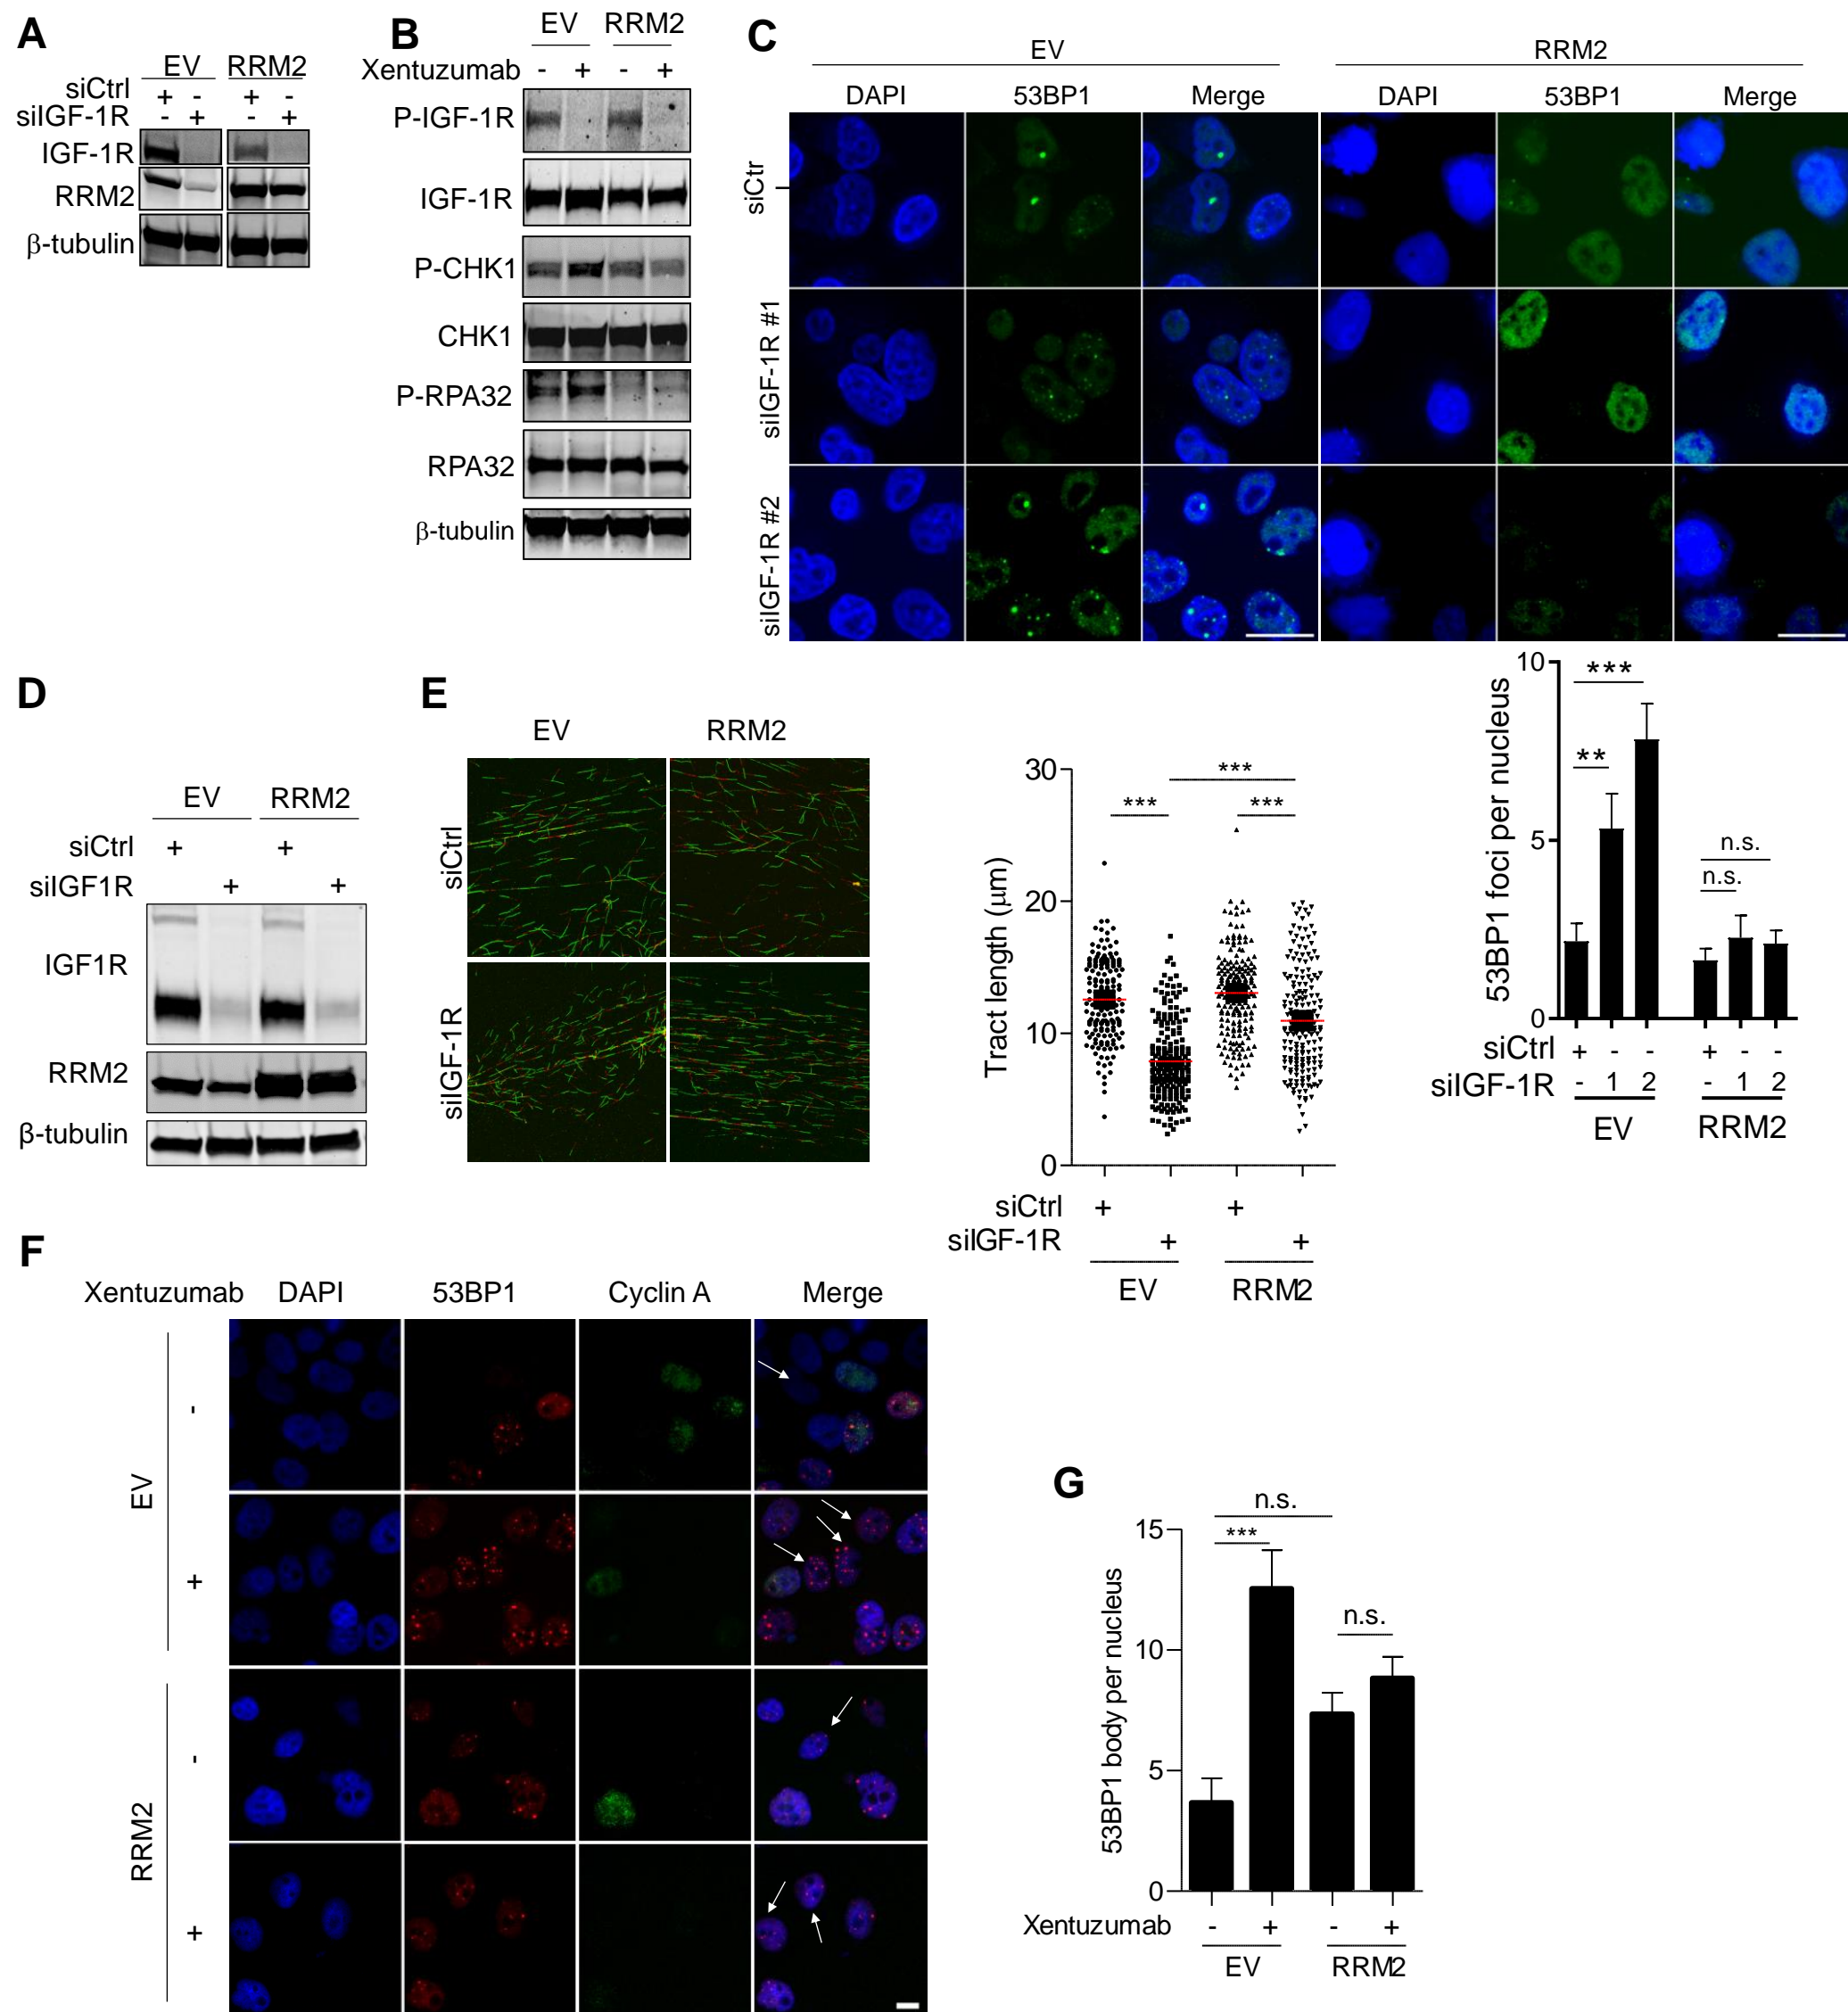 A
EV RRM2
siCtrl + - + -
siIGF-1R - + - +
IGF-1R
RRM2
β-tubulin
B
EV RRM2
Xentuzumab - + - +
P-IGF-1R
IGF-1R
P-CHK1
CHK1
P-RPA32
RPA32
β-tubulin
C
EV RRM2
DAPI 53BP1 Merge DAPI 53BP1 Merge
siCtr
siIGF-1R #1
siIGF-1R #2
10
5
0
53BP1 foci per nucleus
***
**
n.s.
n.s.
siCtrl + - - + - -
siIGF-1R - 1 2 - 1 2
EV RRM2
D
EV RRM2
siCtrl + +
siIGF1R + +
IGF1R
RRM2
β-tubulin
E
EV RRM2
siCtrl
siIGF-1R
30
20
10
0
Tract length (μm)
***
*** ***
siCtrl + +
siIGF-1R + +
EV RRM2
F
Xentuzumab DAPI 53BP1 Cyclin A Merge
EV
-
+
RRM2
-
+
G
15
10
5
0
53BP1 body per nucleus
n.s.
***
n.s.
Xentuzumab - + - +
EV RRM2